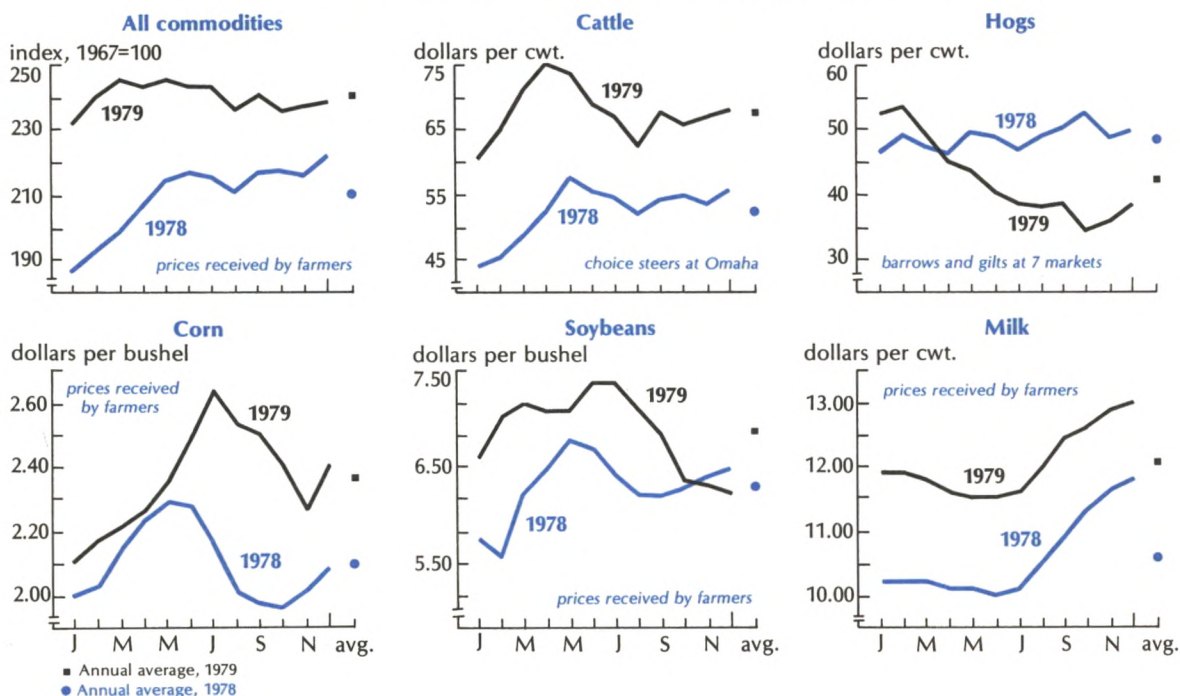 All commodities
index, 1967=100
250
230
210
190
1979
1978
prices received by farmers
Cattle
dollars per cwt.
75
65
55
45
1979
1978
choice steers at Omaha
Hogs
dollars per cwt.
60
50
40
30
1978
1979
barrows and gilts at 7 markets
Corn
dollars per bushel
prices received
by farmers
2.60
2.40
2.20
2.00
1979
1978
J M M J S N avg.
Soybeans
dollars per bushel
7.50
6.50
5.50
1979
1978
prices received by farmers
J M M J S N avg.
Milk
dollars per cwt.
prices received by farmers
13.00
12.00
11.00
10.00
1979
1978
J M M J S N avg.
■ Annual average, 1979
● Annual average, 1978